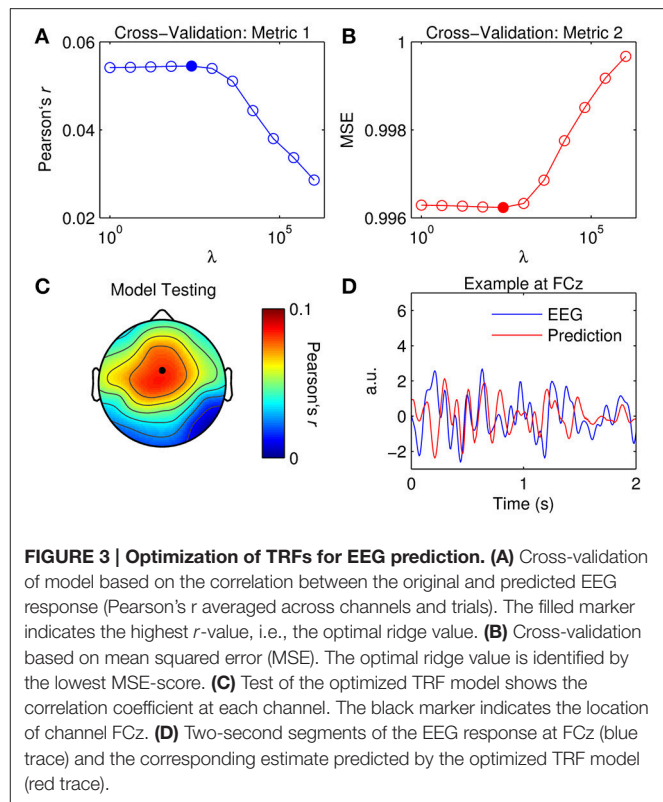 A
Cross−Validation: Metric 1
0.06
0.04
0.02
Pearson's r
10^0
10^5
λ
B
Cross−Validation: Metric 2
1
0.998
0.996
MSE
10^0
10^5
λ
C
Model Testing
0.1
0
Pearson's r
D
Example at FCz
6
4
2
0
−2
a.u.
EEG
Prediction
0
1
2
Time (s)
FIGURE 3 | Optimization of TRFs for EEG prediction. (A) Cross-validation
of model based on the correlation between the original and predicted EEG
response (Pearson's r averaged across channels and trials). The filled marker
indicates the highest r-value, i.e., the optimal ridge value. (B) Cross-validation
based on mean squared error (MSE). The optimal ridge value is identified by
the lowest MSE-score. (C) Test of the optimized TRF model shows the
correlation coefficient at each channel. The black marker indicates the location
of channel FCz. (D) Two-second segments of the EEG response at FCz (blue
trace) and the corresponding estimate predicted by the optimized TRF model
(red trace).